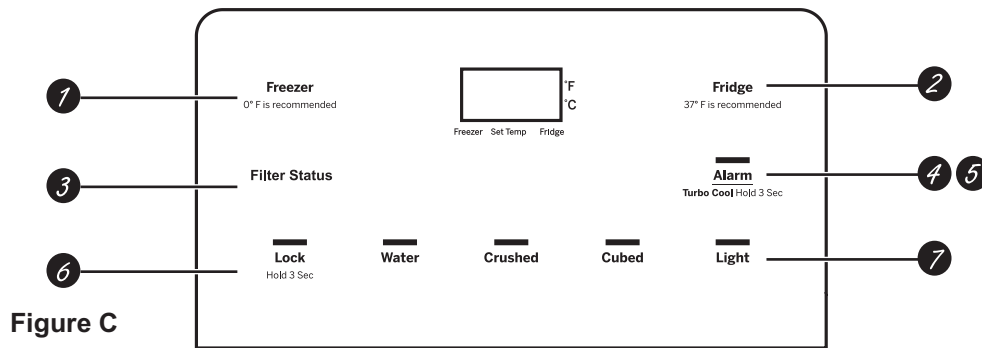 1 Freezer °F Fridge 2
0° F is recommended °C 37° F is recommended
Freezer Set Temp Fridge
3 Filter Status Alarm 4 5
Turbo Cool Hold 3 Sec
6 Lock Water Crushed Cubed Light 7
Hold 3 Sec
Figure C